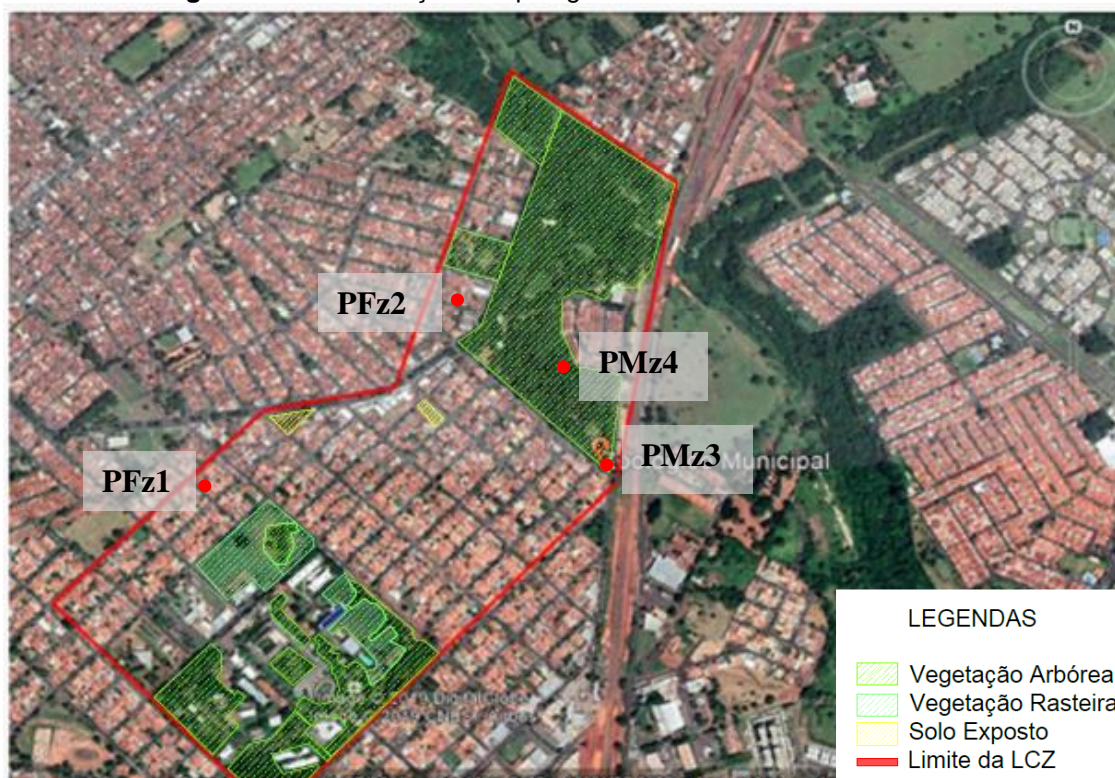 PFz2
PMz4
PMz3
Municipal
PFz1
LEGENDAS
Vegetação Arbórea
Vegetação Rasteira
Solo Exposto
Limite da LCZ